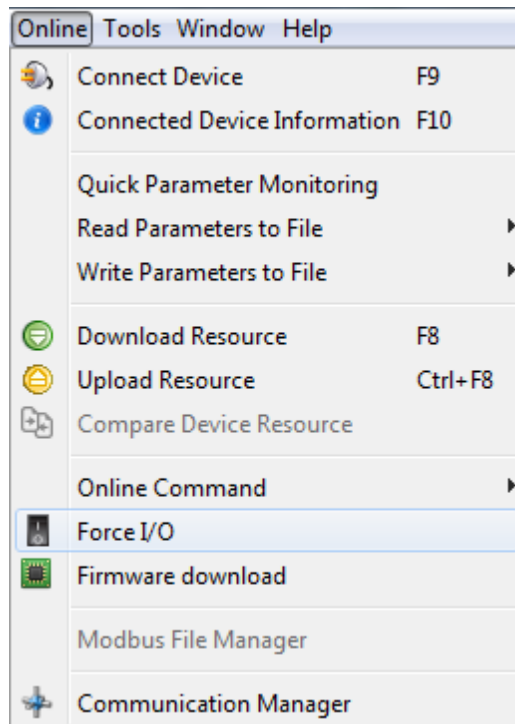 Online Tools Window Help
Connect Device F9
Connected Device Information F10
Quick Parameter Monitoring
Read Parameters to File
Write Parameters to File
Download Resource F8
Upload Resource Ctrl+F8
Compare Device Resource
Online Command
Force I/O
Firmware download
Modbus File Manager
Communication Manager